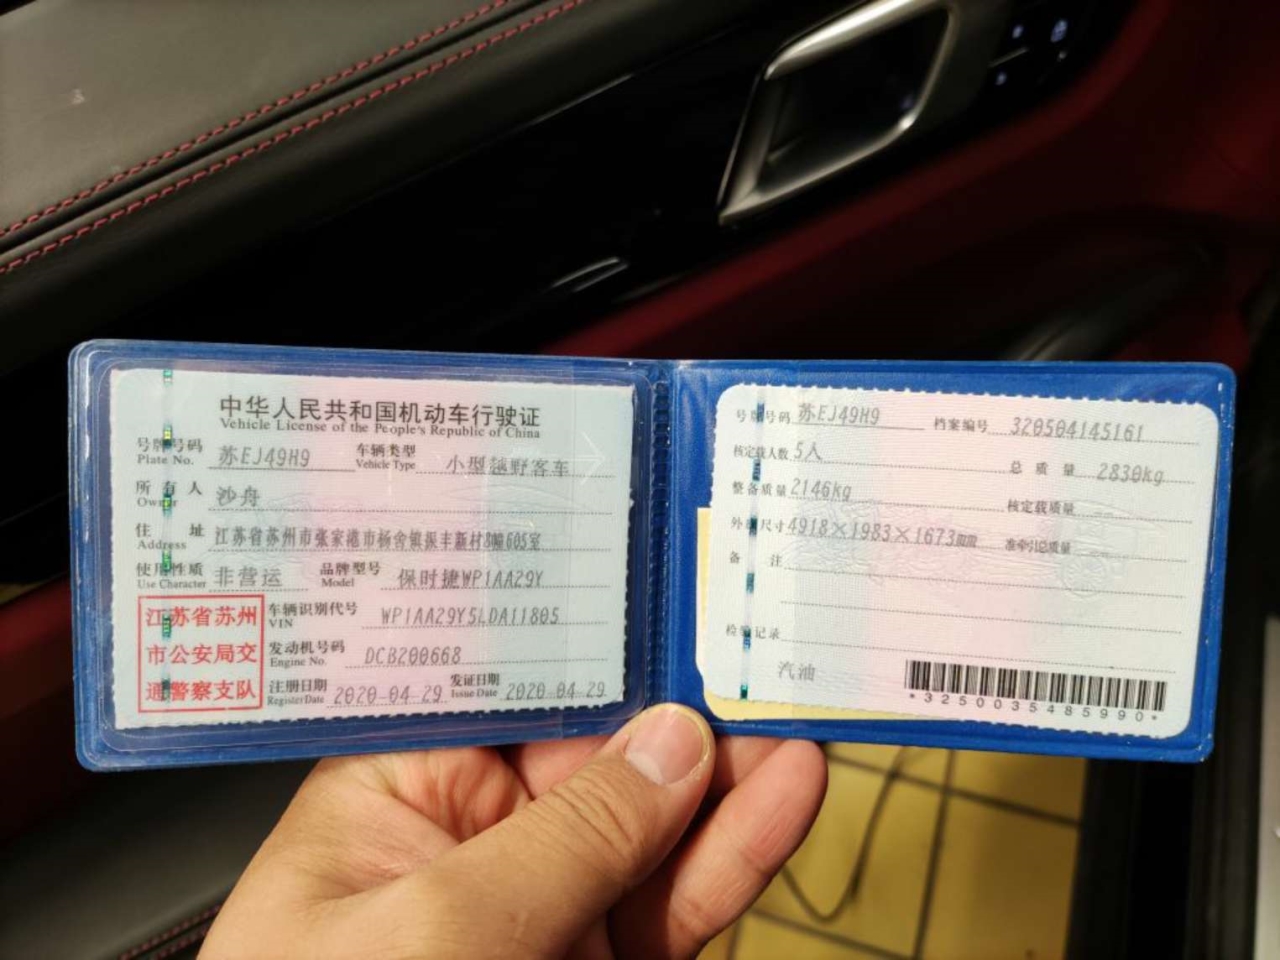 中华人民共和国机动车行驶证
Vehicle License of the People's Republic of China
号牌号码 苏EJ49H9 车辆类型 小型越野客车
Plate No. Vehicle Type
所有人 沙舟
Owner
住址 江苏省苏州市张家港市杨舍镇振丰新村8幢605室
Address
使用性质 非营运 品牌型号 保时捷WP1AA29Y
Use Character Model
江苏省苏州
市公安局交
通警察支队
车辆识别代号 WP1AA29Y5LDA11805
VIN
发动机号码 DCB200668
Engine No.
注册日期 2020-04-29 发证日期 2020-04-29
Register Date Issue Date
号牌号码 苏EJ49H9 档案编号 320504145161
核定载人数 5人 总质量 2830kg
整备质量 2146kg 核定载质量 --
外廓尺寸 4918×1983×1673mm 准牵引总质量 --
备注
检验记录
汽油
*3250035485990*